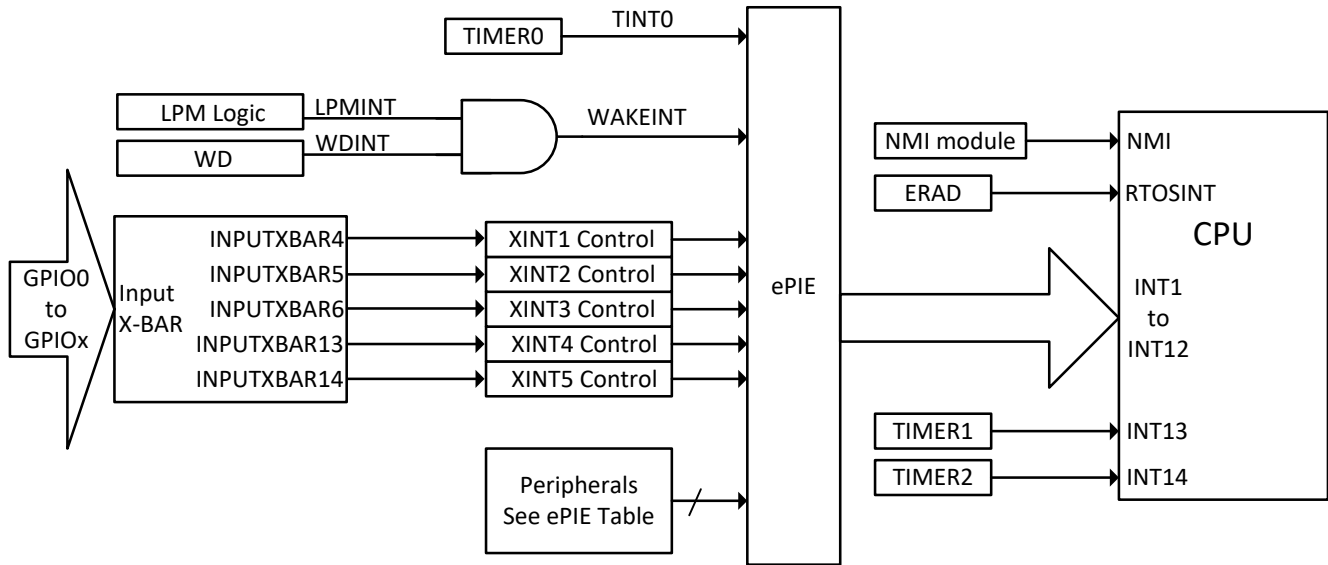 TINT0
TIMER0
LPM Logic
LPMINT
WAKEINT
WD
WDINT
GPIO0
to
GPIOx
Input
X-BAR
INPUTXBAR4
INPUTXBAR5
INPUTXBAR6
INPUTXBAR13
INPUTXBAR14
XINT1 Control
XINT2 Control
XINT3 Control
XINT4 Control
XINT5 Control
Peripherals
See ePIE Table
ePIE
NMI module
NMI
ERAD
RTOSINT
CPU
INT1
to
INT12
TIMER1
INT13
TIMER2
INT14